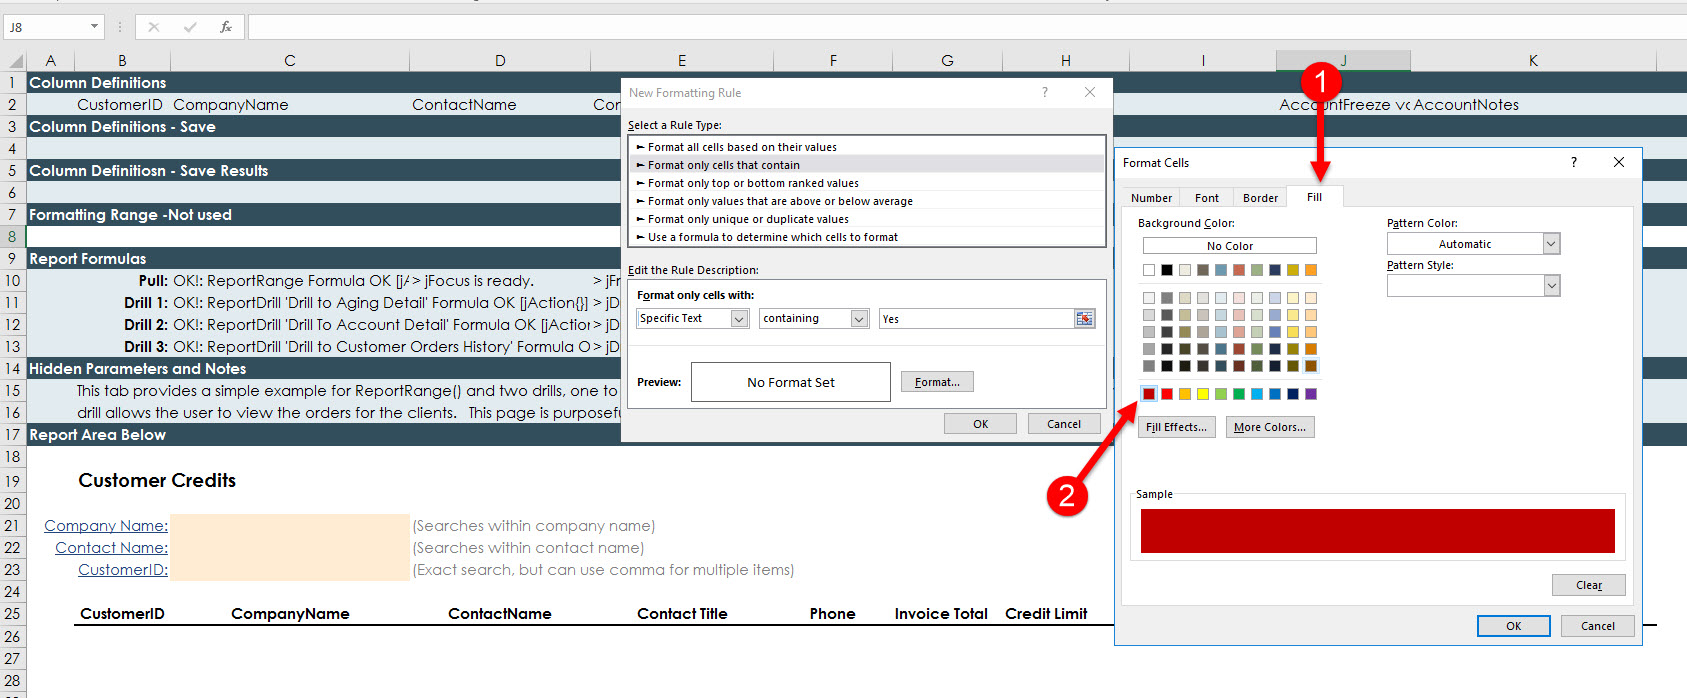 J8
fx
A B C D E F G H I J K
1 Column Definitions
2 CustomerID CompanyName ContactName Con AccountFreeze vc AccountNotes
3 Column Definitions - Save
4
5 Column Definitiosn - Save Results
6
7 Formatting Range -Not used
8
9 Report Formulas
10 Pull: OK!: ReportRange Formula OK [jA > jFocus is ready. > jFr
11 Drill 1: OK!: ReportDrill 'Drill to Aging Detail' Formula OK [jAction{}] > jD
12 Drill 2: OK!: ReportDrill 'Drill To Account Detail' Formula OK [jAction > jD
13 Drill 3: OK!: ReportDrill 'Drill to Customer Orders History' Formula O > jD
14 Hidden Parameters and Notes
15 This tab provides a simple example for ReportRange() and two drills, one to
16 drill allows the user to view the orders for the clients. This page is purposefu
17 Report Area Below
18
19 Customer Credits
20
21 Company Name: (Searches within company name)
22 Contact Name: (Searches within contact name)
23 CustomerID: (Exact search, but can use comma for multiple items)
24
25 CustomerID CompanyName ContactName Contact Title Phone Invoice Total Credit Limit
26
27
28
New Formatting Rule ?
Select a Rule Type:
► Format all cells based on their values
► Format only cells that contain
► Format only top or bottom ranked values
► Format only values that are above or below average
► Format only unique or duplicate values
► Use a formula to determine which cells to format
Edit the Rule Description:
Format only cells with:
Specific Text containing Yes
Preview: No Format Set Format...
OK Cancel
1
Format Cells ?
Number Font Border Fill
Background Color:
No Color
Pattern Color:
Automatic
Pattern Style:
2
Fill Effects... More Colors...
Sample
Clear
OK Cancel